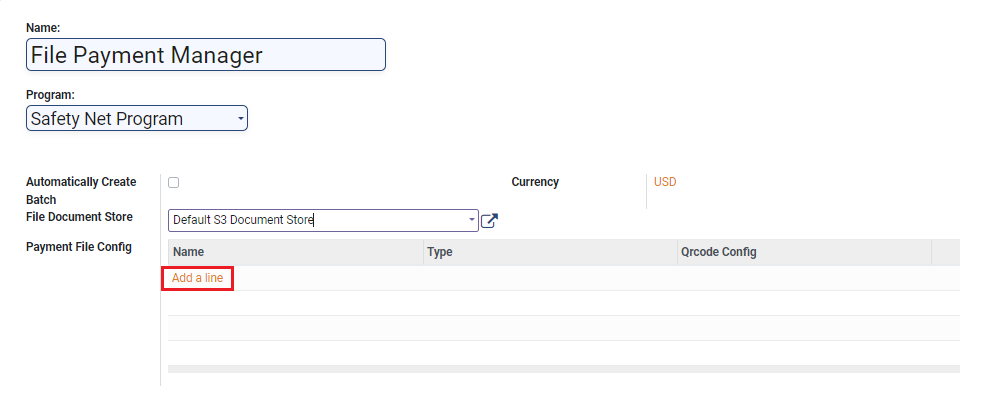 Name:
File Payment Manager
Program:
Safety Net Program
Automatically Create
Batch
Currency
USD
File Document Store
Default S3 Document Store
Payment File Config
Name
Type
Qrcode Config
Add a line